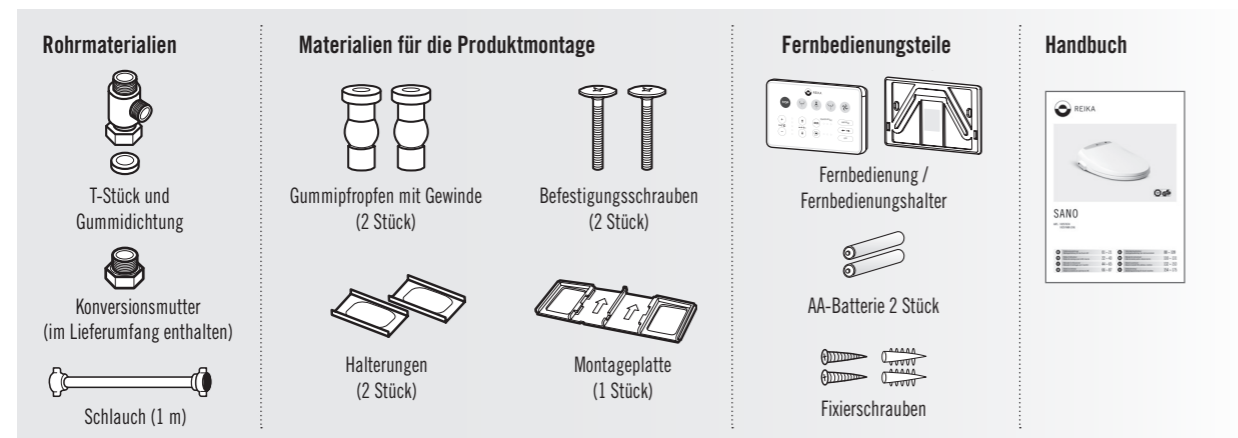 Rohrmaterialien
T-Stück und
Gummidichtung
Konversionsmutter
(im Lieferumfang enthalten)
Schlauch (1 m)
Materialien für die Produktmontage
Gummipfropfen mit Gewinde
(2 Stück)
Befestigungsschrauben
(2 Stück)
Halterungen
(2 Stück)
Montageplatte
(1 Stück)
Fernbedienungsteile
Fernbedienung /
Fernbedienungshalter
AA-Batterie 2 Stück
Fixierschrauben
Handbuch
REIKA
SANO